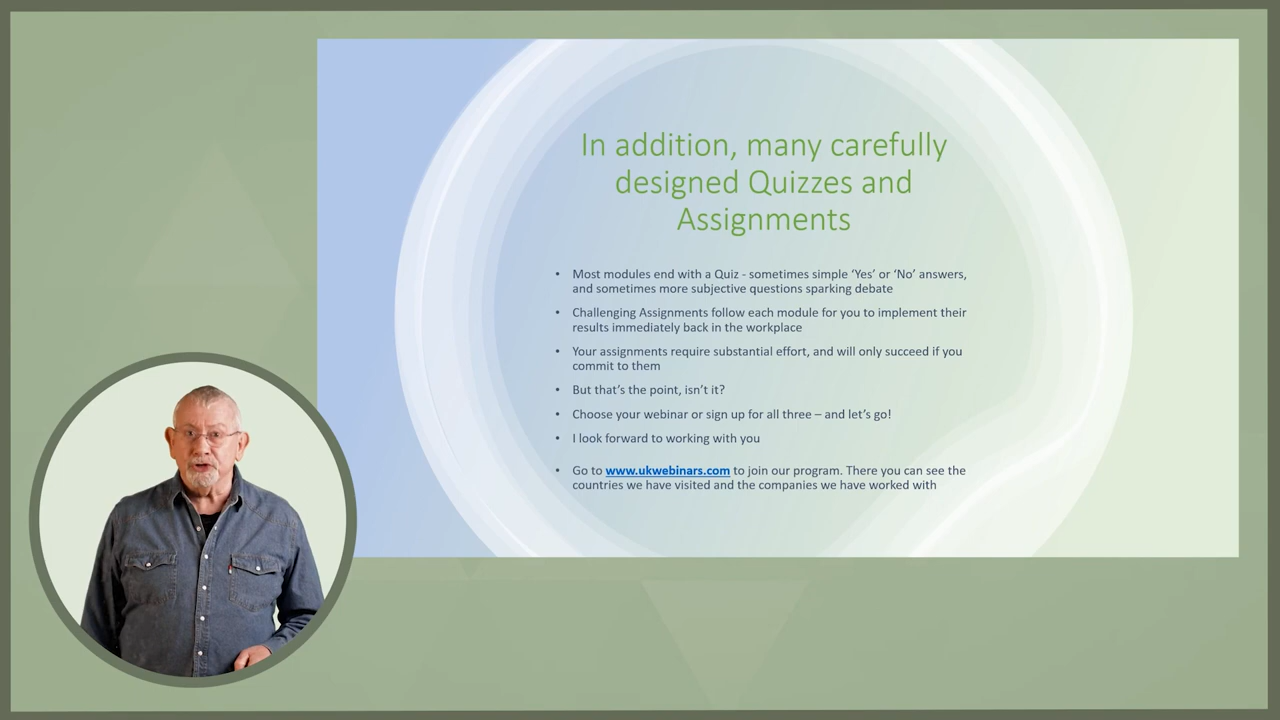 In addition, many carefully
designed Quizzes and
Assignments
• Most modules end with a Quiz - sometimes simple ‘Yes’ or ‘No’ answers,
and sometimes more subjective questions sparking debate
• Challenging Assignments follow each module for you to implement their
results immediately back in the workplace
• Your assignments require substantial effort, and will only succeed if you
commit to them
• But that’s the point, isn’t it?
• Choose your webinar or sign up for all three – and let’s go!
• I look forward to working with you
• Go to www.ukwebinars.com to join our program. There you can see the
countries we have visited and the companies we have worked with